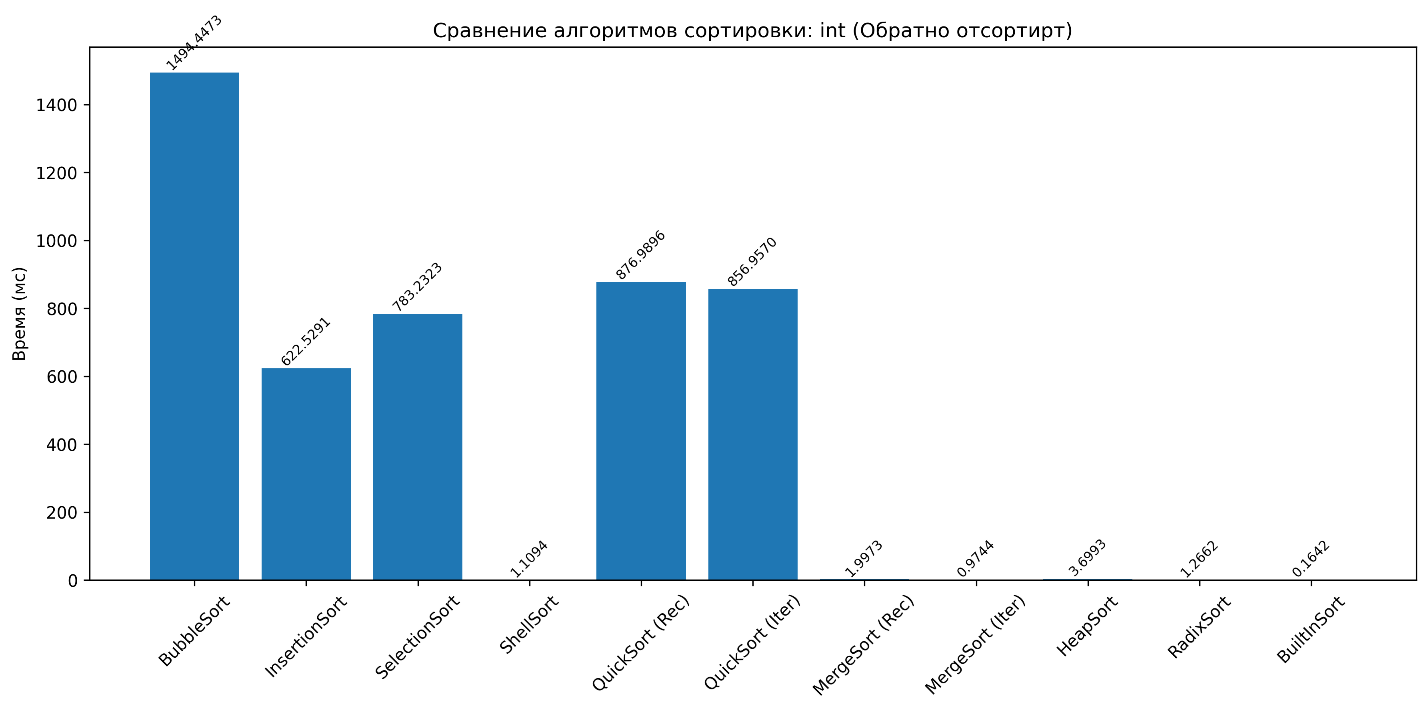 Сравнение алгоритмов сортировки: int (Обратно отсортирт)
Время (мс)
1400
1200
1000
800
600
400
200
0
1494.4473
622.5291
783.2323
1.1094
876.9896
856.9570
1.9973
0.9744
3.6993
1.2662
0.1642
BubbleSort
InsertionSort
SelectionSort
ShellSort
QuickSort (Rec)
QuickSort (Iter)
MergeSort (Rec)
MergeSort (Iter)
HeapSort
RadixSort
BuiltInSort